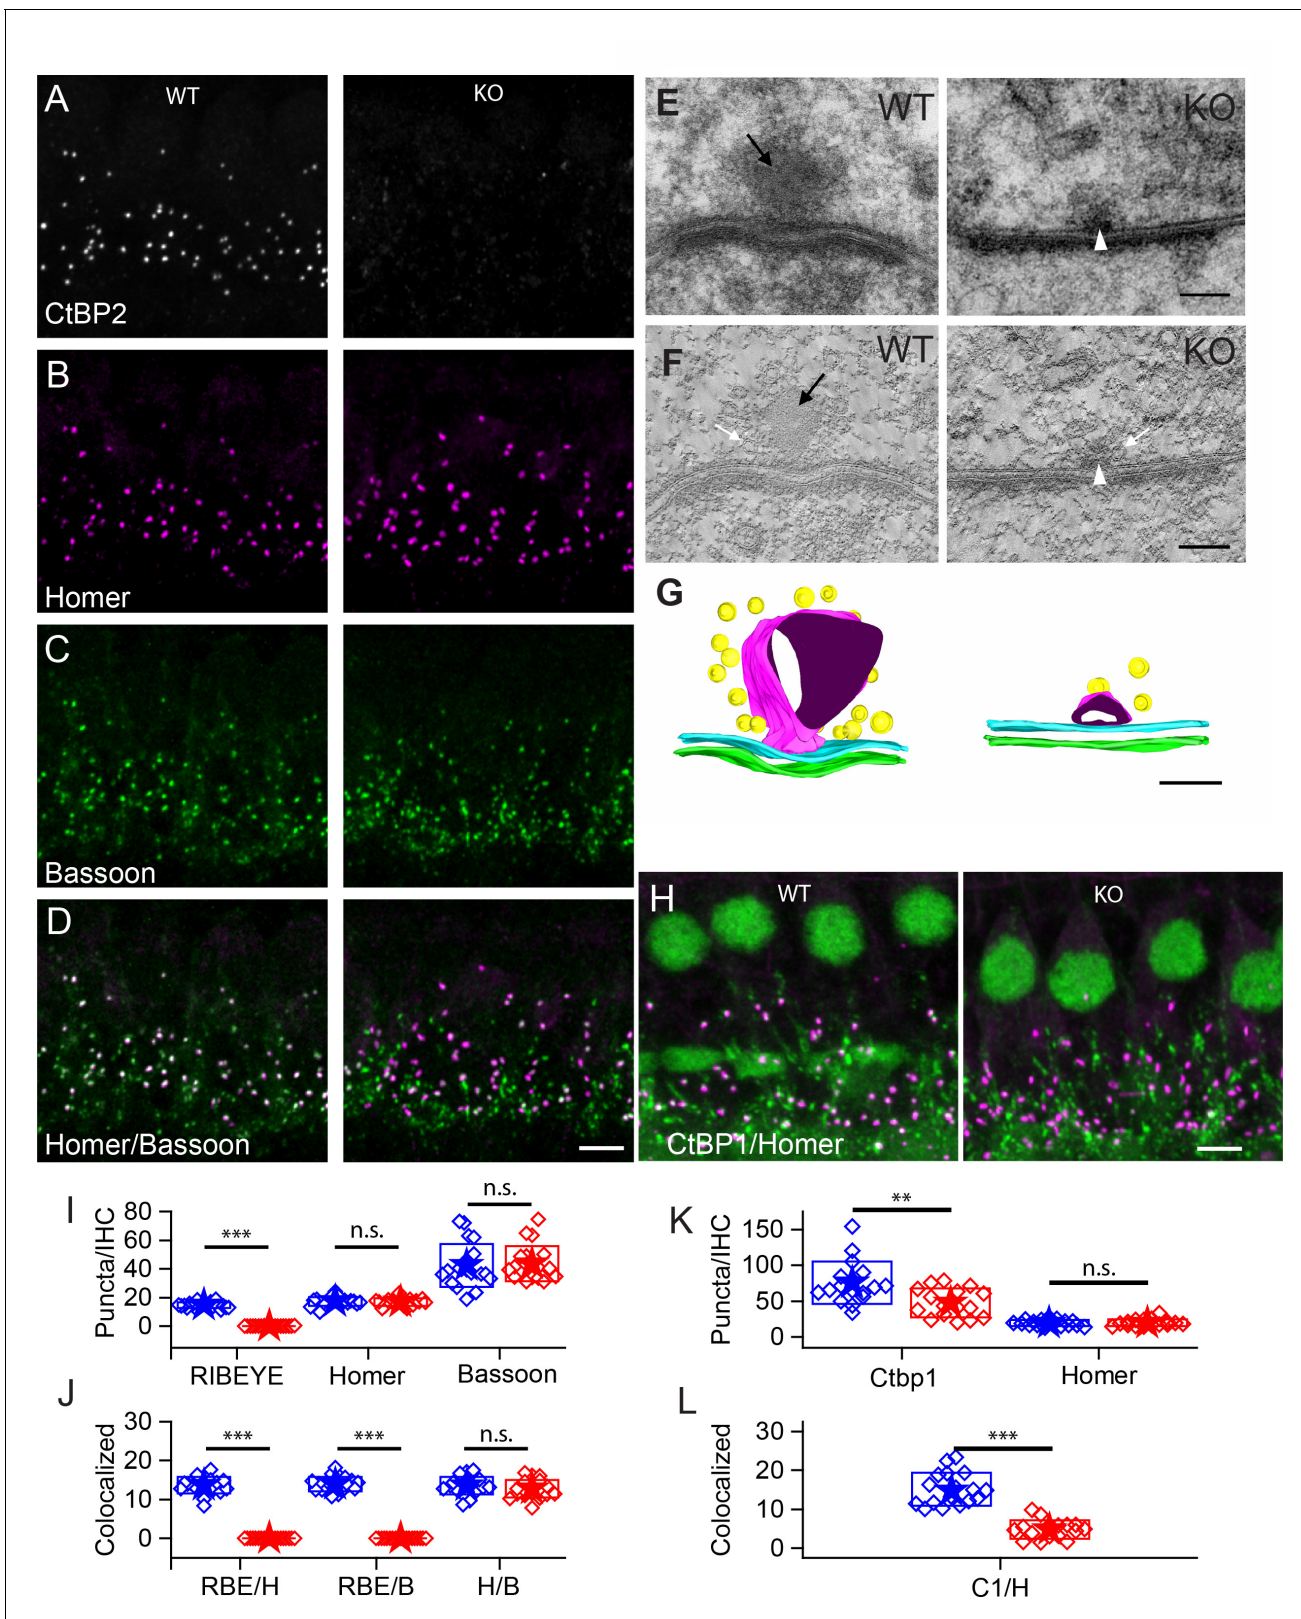 A
WT
KO
CtBP2
B
Homer
C
Bassoon
D
Homer/Bassoon
E
WT
KO
F
WT
KO
G
H
WT
KO
CtBP1/Homer
I
Puncta/IHC
80
60
40
20
0
***
n.s.
n.s.
RIBEYE Homer Bassoon
J
Colocalized
30
20
10
0
***
***
n.s.
RBE/H RBE/B H/B
K
Puncta/IHC
150
100
50
0
**
n.s.
Ctbp1 Homer
L
Colocalized
30
20
10
0
***
C1/H